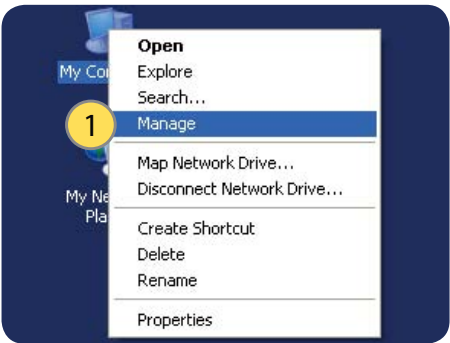 My Co
Open
Explore
Search...
1
Manage
Map Network Drive...
Disconnect Network Drive...
My Ne
Pla
Create Shortcut
Delete
Rename
Properties